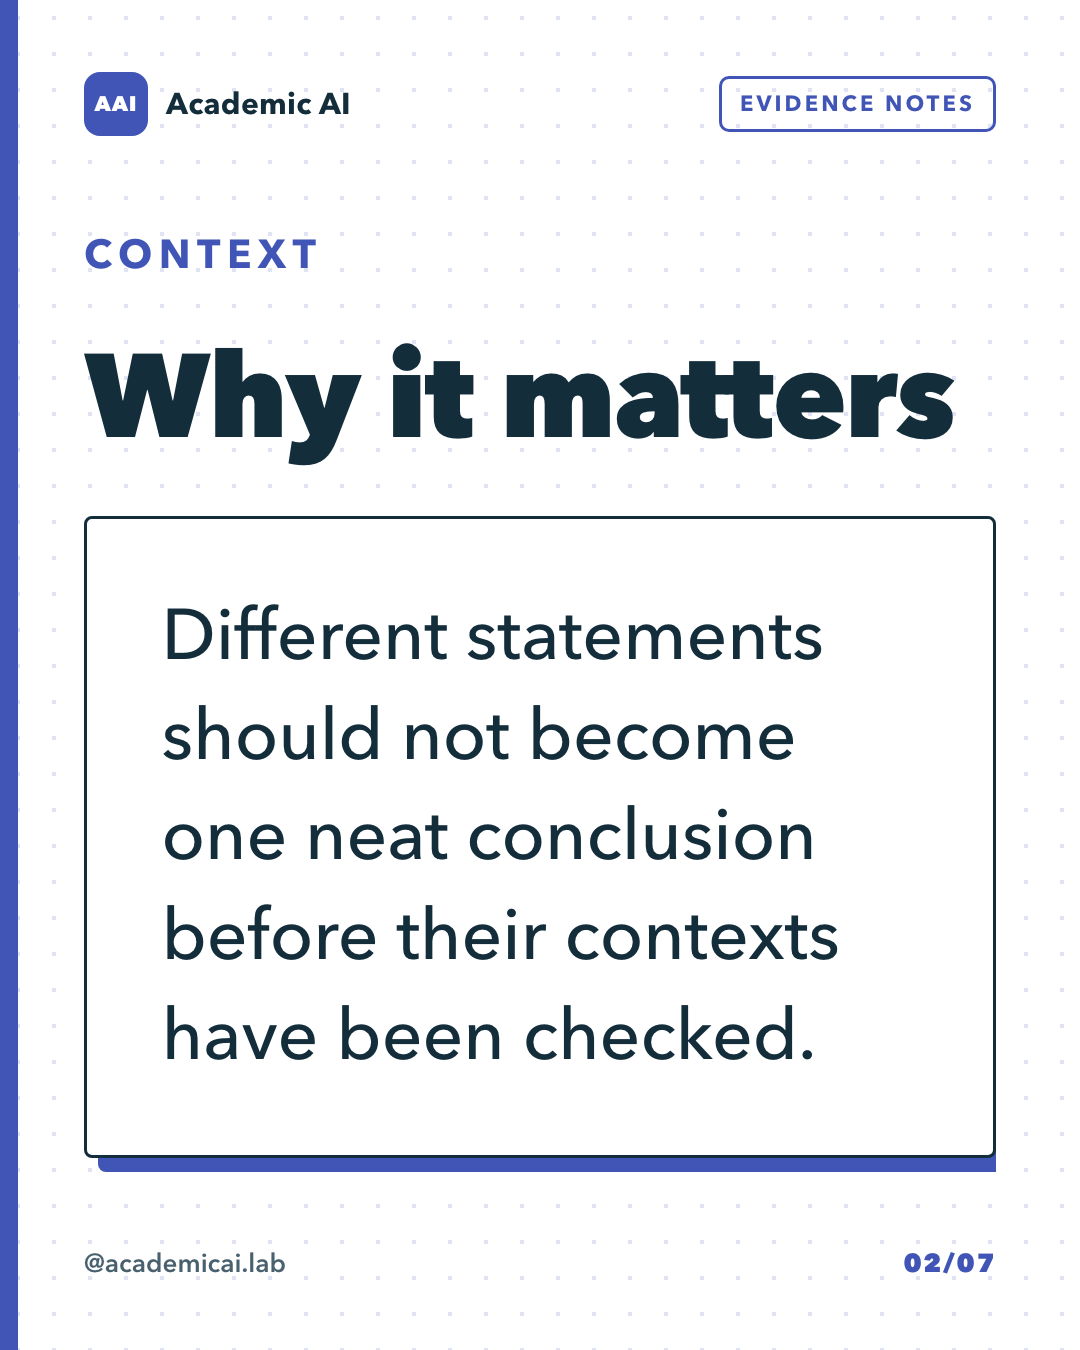 AAI
Academic AI
EVIDENCE NOTES
CONTEXT
Why it matters
Different statements
should not become
one neat conclusion
before their contexts
have been checked.
@academicai.lab
02/07